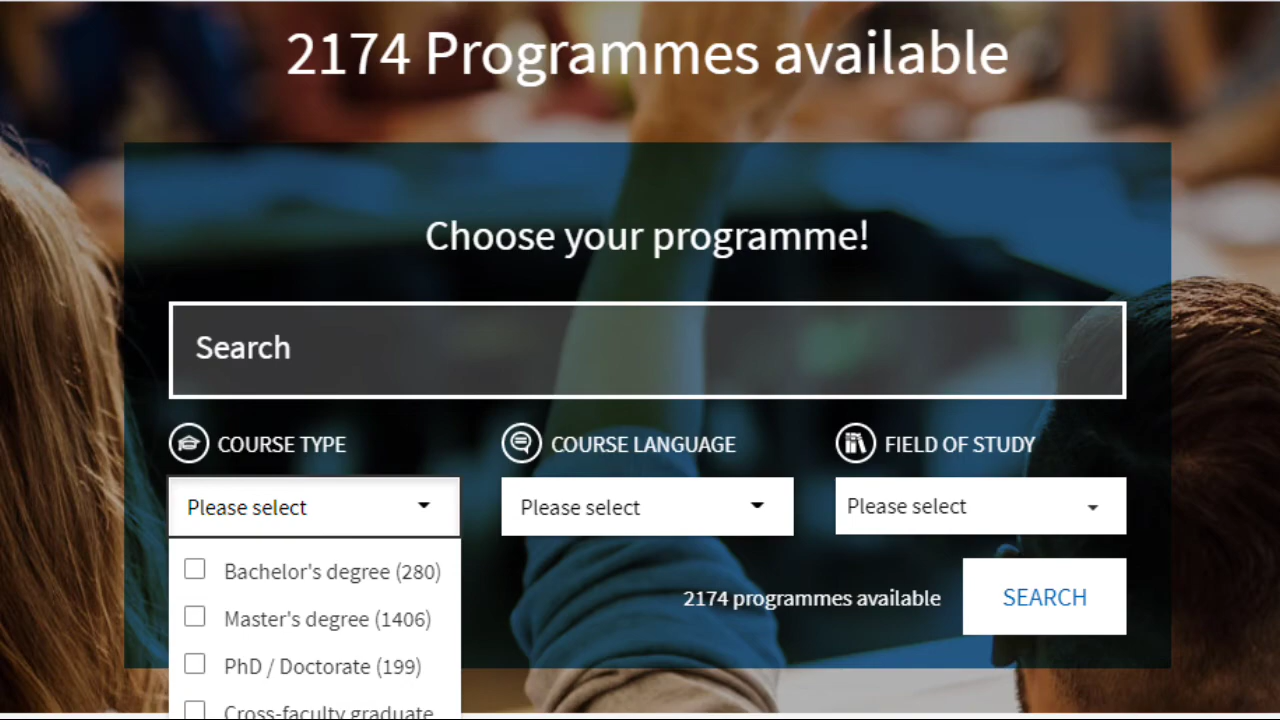 2174 Programmes available
Choose your programme!
Search
COURSE TYPE
COURSE LANGUAGE
FIELD OF STUDY
Please select
Please select
Please select
Bachelor's degree (280)
Master's degree (1406)
PhD / Doctorate (199)
Cross-faculty graduate
2174 programmes available
SEARCH